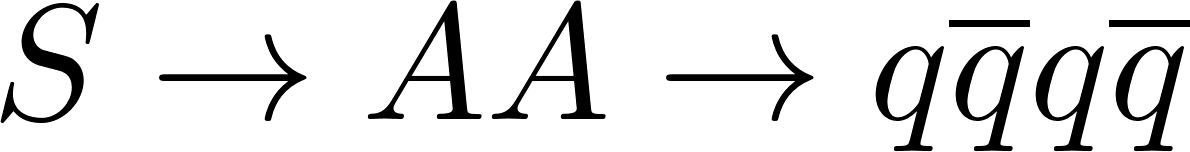 S → AA → qq̅qq̅